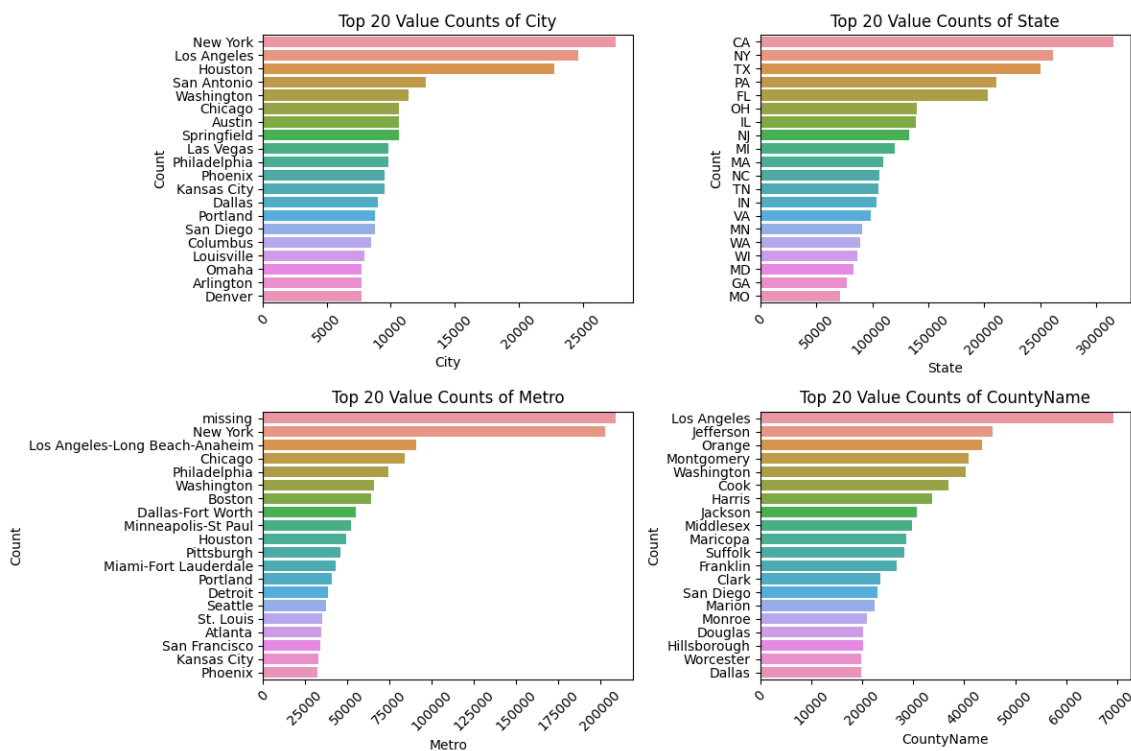 Top 20 Value Counts of City
New York
Los Angeles
Houston
San Antonio
Washington
Chicago
Austin
Springfield
Las Vegas
Philadelphia
Phoenix
Kansas City
Dallas
Portland
San Diego
Columbus
Louisville
Omaha
Arlington
Denver
Count
0
5000
10000
15000
20000
25000
City
Top 20 Value Counts of State
CA
NY
TX
PA
FL
OH
IL
NJ
MI
MA
NC
TN
IN
VA
MN
WA
WI
MD
GA
MO
Count
0
50000
100000
150000
200000
250000
300000
State
Top 20 Value Counts of Metro
missing
New York
Los Angeles-Long Beach-Anaheim
Chicago
Philadelphia
Washington
Boston
Dallas-Fort Worth
Minneapolis-St Paul
Houston
Pittsburgh
Miami-Fort Lauderdale
Portland
Detroit
Seattle
St. Louis
Atlanta
San Francisco
Kansas City
Phoenix
Count
0
25000
50000
75000
100000
125000
150000
175000
200000
Metro
Top 20 Value Counts of CountyName
Los Angeles
Jefferson
Orange
Montgomery
Washington
Cook
Harris
Jackson
Middlesex
Maricopa
Suffolk
Franklin
Clark
San Diego
Marion
Monroe
Douglas
Hillsborough
Worcester
Dallas
Count
0
10000
20000
30000
40000
50000
60000
70000
CountyName